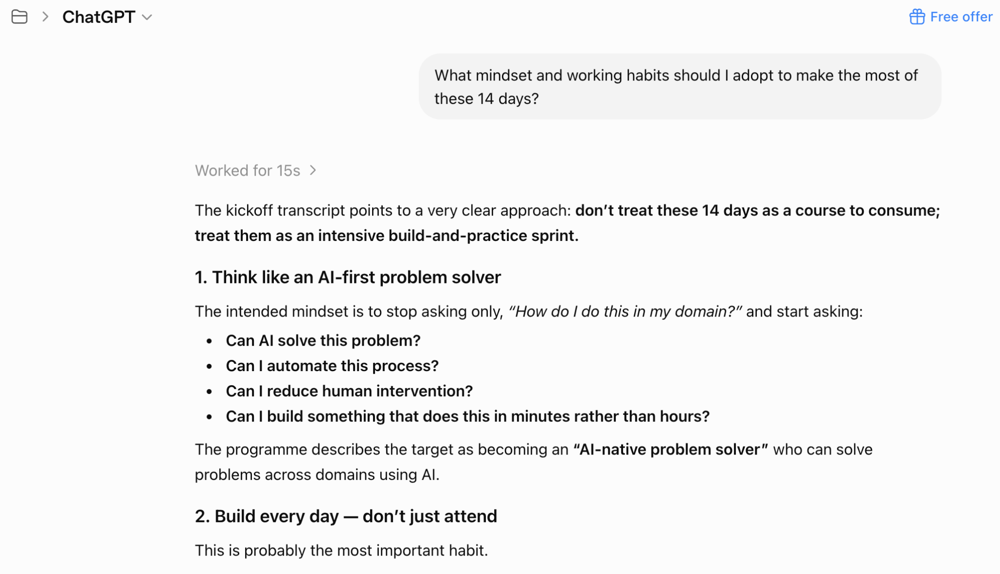 ChatGPT
Free offer
What mindset and working habits should I adopt to make the most of
these 14 days?
Worked for 15s
The kickoff transcript points to a very clear approach: don’t treat these 14 days as a course to consume;
treat them as an intensive build-and-practice sprint.
1. Think like an AI-first problem solver
The intended mindset is to stop asking only, “How do I do this in my domain?” and start asking:
• Can AI solve this problem?
• Can I automate this process?
• Can I reduce human intervention?
• Can I build something that does this in minutes rather than hours?
The programme describes the target as becoming an “AI-native problem solver” who can solve
problems across domains using AI.
2. Build every day — don’t just attend
This is probably the most important habit.